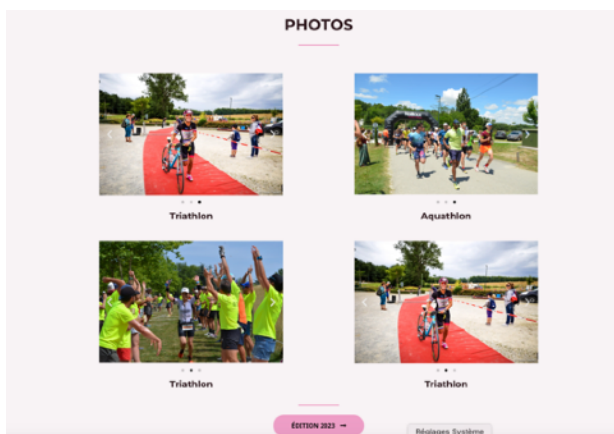 PHOTOS
Triathlon
Aquathlon
Triathlon
Triathlon
ÉDITION 2023 →
Réglages Système